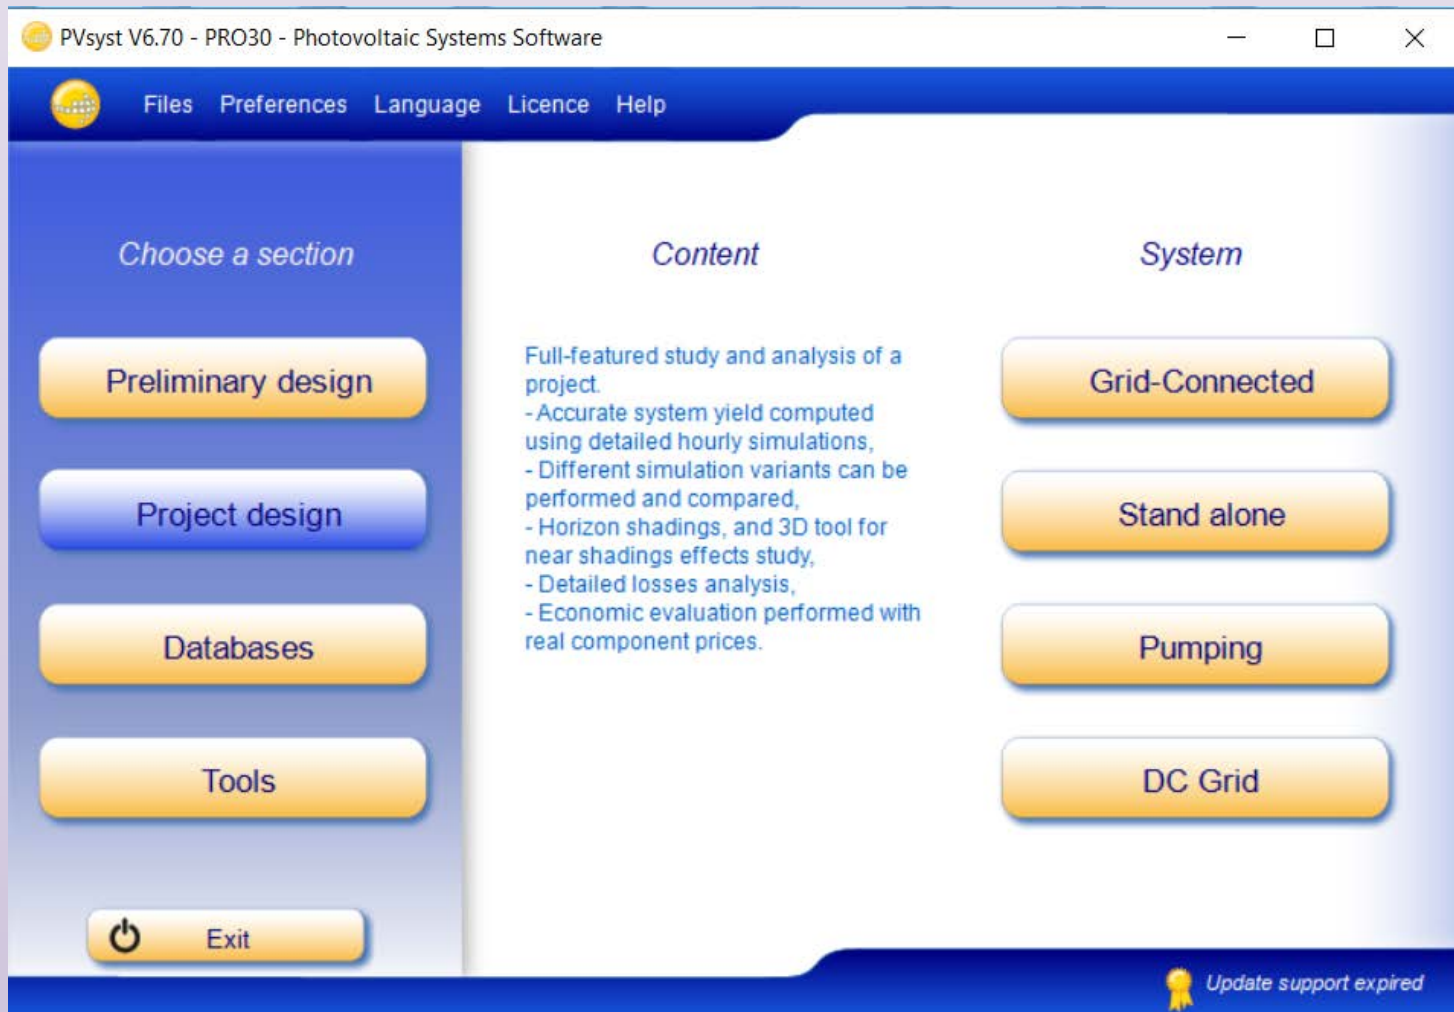 PVsyst V6.70 - PRO30 - Photovoltaic Systems Software
Files Preferences Language Licence Help
Choose a section
Preliminary design
Project design
Databases
Tools
Exit
Content
Full-featured study and analysis of a
project.
- Accurate system yield computed
using detailed hourly simulations,
- Different simulation variants can be
performed and compared,
- Horizon shadings, and 3D tool for
near shadings effects study,
- Detailed losses analysis,
- Economic evaluation performed with
real component prices.
System
Grid-Connected
Stand alone
Pumping
DC Grid
Update support expired